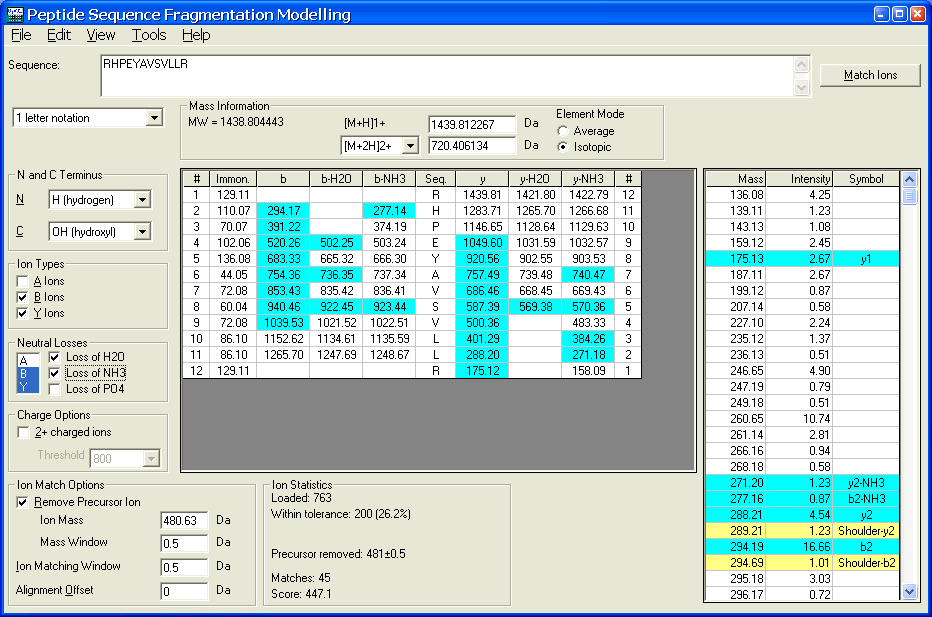 Peptide Sequence Fragmentation Modelling
File Edit View Tools Help
Sequence:
RHPEYAVSVLLR
Match Ions
1 letter notation
Mass Information
MW = 1438.804443
[M+H]1+ 1439.812267 Da
[M+2H]2+ 720.406134 Da
Element Mode
Average
Isotopic
N and C Terminus
N H (hydrogen)
C OH (hydroxyl)
Ion Types
A Ions
B Ions
Y Ions
Neutral Losses
A
B
Y
Loss of H2O
Loss of NH3
Loss of PO4
Charge Options
2+ charged ions
Threshold 800
# Immon. b b-H2O b-NH3 Seq. y y-H2O y-NH3 #
1 129.11 R 1439.81 1421.80 1422.79 12
2 110.07 294.17 277.14 H 1283.71 1265.70 1266.68 11
3 70.07 391.22 374.19 P 1146.65 1128.64 1129.63 10
4 102.06 520.26 502.25 503.24 E 1049.60 1031.59 1032.57 9
5 136.08 683.33 665.32 666.30 Y 920.56 902.55 903.53 8
6 44.05 754.36 736.35 737.34 A 757.49 739.48 740.47 7
7 72.08 853.43 835.42 836.41 V 686.46 668.45 669.43 6
8 60.04 940.46 922.45 923.44 S 587.39 569.38 570.36 5
9 72.08 1039.53 1021.52 1022.51 V 500.36 483.33 4
10 86.10 1152.62 1134.61 1135.59 L 401.29 384.26 3
11 86.10 1265.70 1247.69 1248.67 L 288.20 271.18 2
12 129.11 R 175.12 158.09 1
Mass Intensity Symbol
136.08 4.25
139.11 1.23
143.13 1.08
159.12 2.45
175.13 2.67 y1
187.11 2.67
199.12 0.87
207.14 0.58
227.10 2.24
235.12 1.37
236.13 0.51
246.65 4.90
247.19 0.79
249.18 0.51
260.65 10.74
261.14 2.81
266.16 0.94
268.18 0.58
271.20 1.23 y2-NH3
277.16 0.87 b2-NH3
288.21 4.54 y2
289.21 1.23 Shoulder-y2
294.19 16.66 b2
294.69 1.01 Shoulder-b2
295.18 3.03
296.17 0.72
Ion Match Options
Remove Precursor Ion
Ion Mass 480.63 Da
Mass Window 0.5 Da
Ion Matching Window 0.5 Da
Alignment Offset 0 Da
Ion Statistics
Loaded: 763
Within tolerance: 200 (26.2%)
Precursor removed: 481±0.5
Matches: 45
Score: 447.1